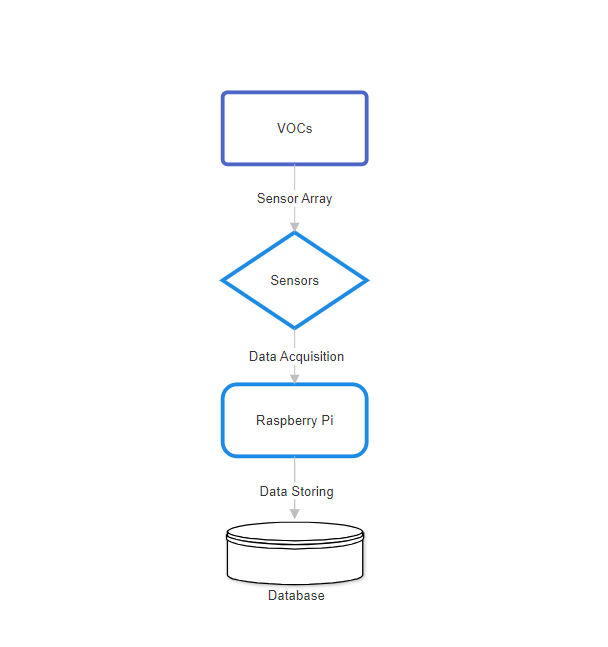 VOCs
Sensor Array
Sensors
Data Acquisition
Raspberry Pi
Data Storing
Database